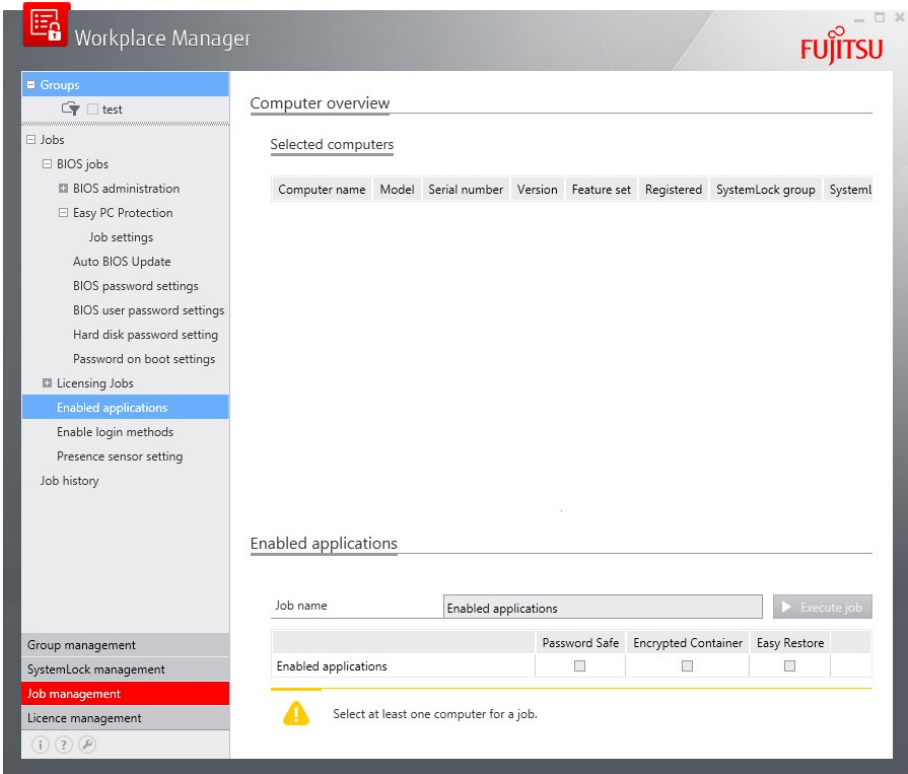 Workplace Manager
FUJITSU
Groups
test
Jobs
BIOS jobs
BIOS administration
Easy PC Protection
Job settings
Auto BIOS Update
BIOS password settings
BIOS user password settings
Hard disk password setting
Password on boot settings
Licensing Jobs
Enabled applications
Enable login methods
Presence sensor setting
Job history
Group management
SystemLock management
Job management
Licence management
Computer overview
Selected computers
Computer name Model Serial number Version Feature set Registered SystemLock group SystemL
Enabled applications
Job name Enabled applications Execute job
Password Safe Encrypted Container Easy Restore
Enabled applications
Select at least one computer for a job.